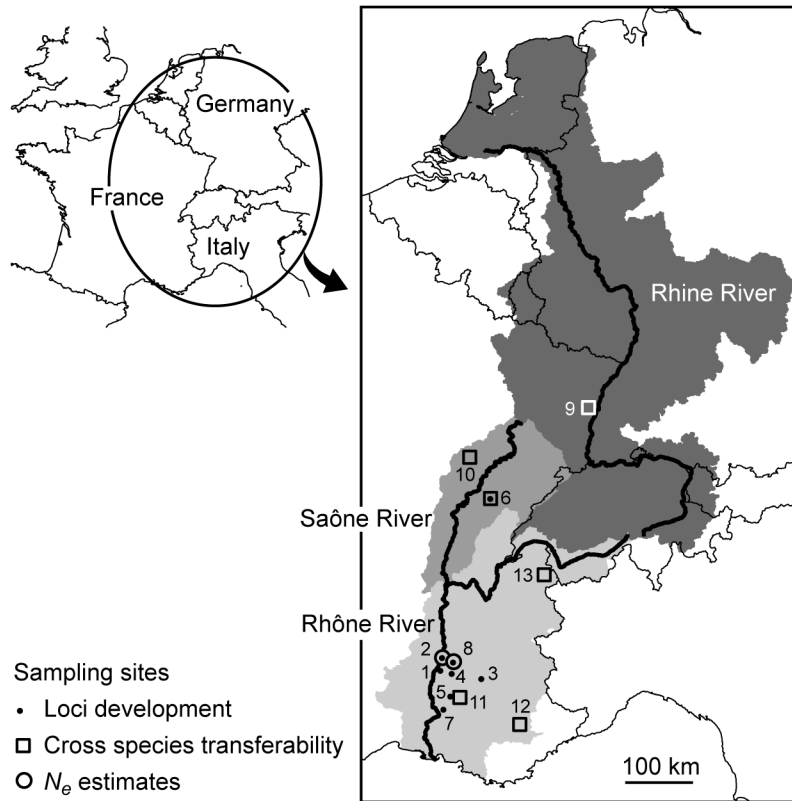 Germany
France
Italy
Rhine River
9
10
6
Saône River
13
Rhône River
2
8
1
4
3
5
11
7
12
Sampling sites
Loci development
Cross species transferability
Ne estimates
100 km